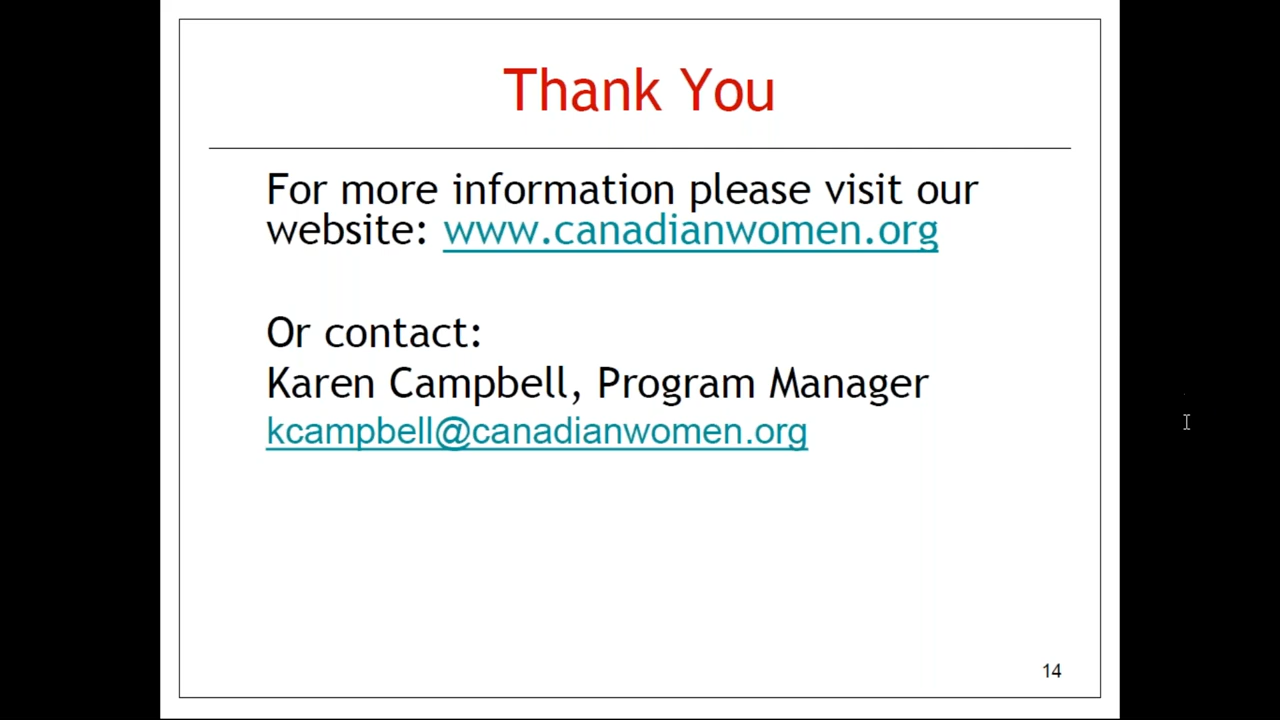 Thank You
For more information please visit our
website: www.canadianwomen.org
Or contact:
Karen Campbell, Program Manager
kcampbell@canadianwomen.org
14